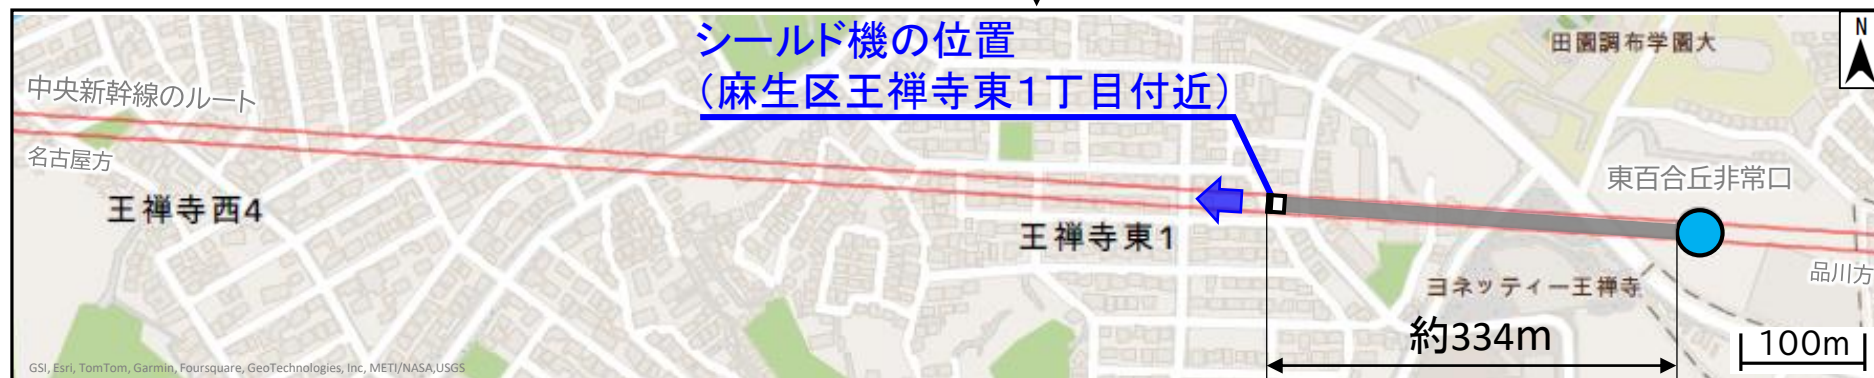 シールド機の位置
(麻生区王禅寺東1丁目付近)
田園調布学園大
N
中央新幹線のルート
名古屋方
王禅寺西4
王禅寺東1
東百合丘非常口
品川方
ヨネッティー王禅寺
約334m
100m
GSI, Esri, TomTom, Garmin, Foursquare, GeoTechnologies, Inc, METI/NASA,USGS